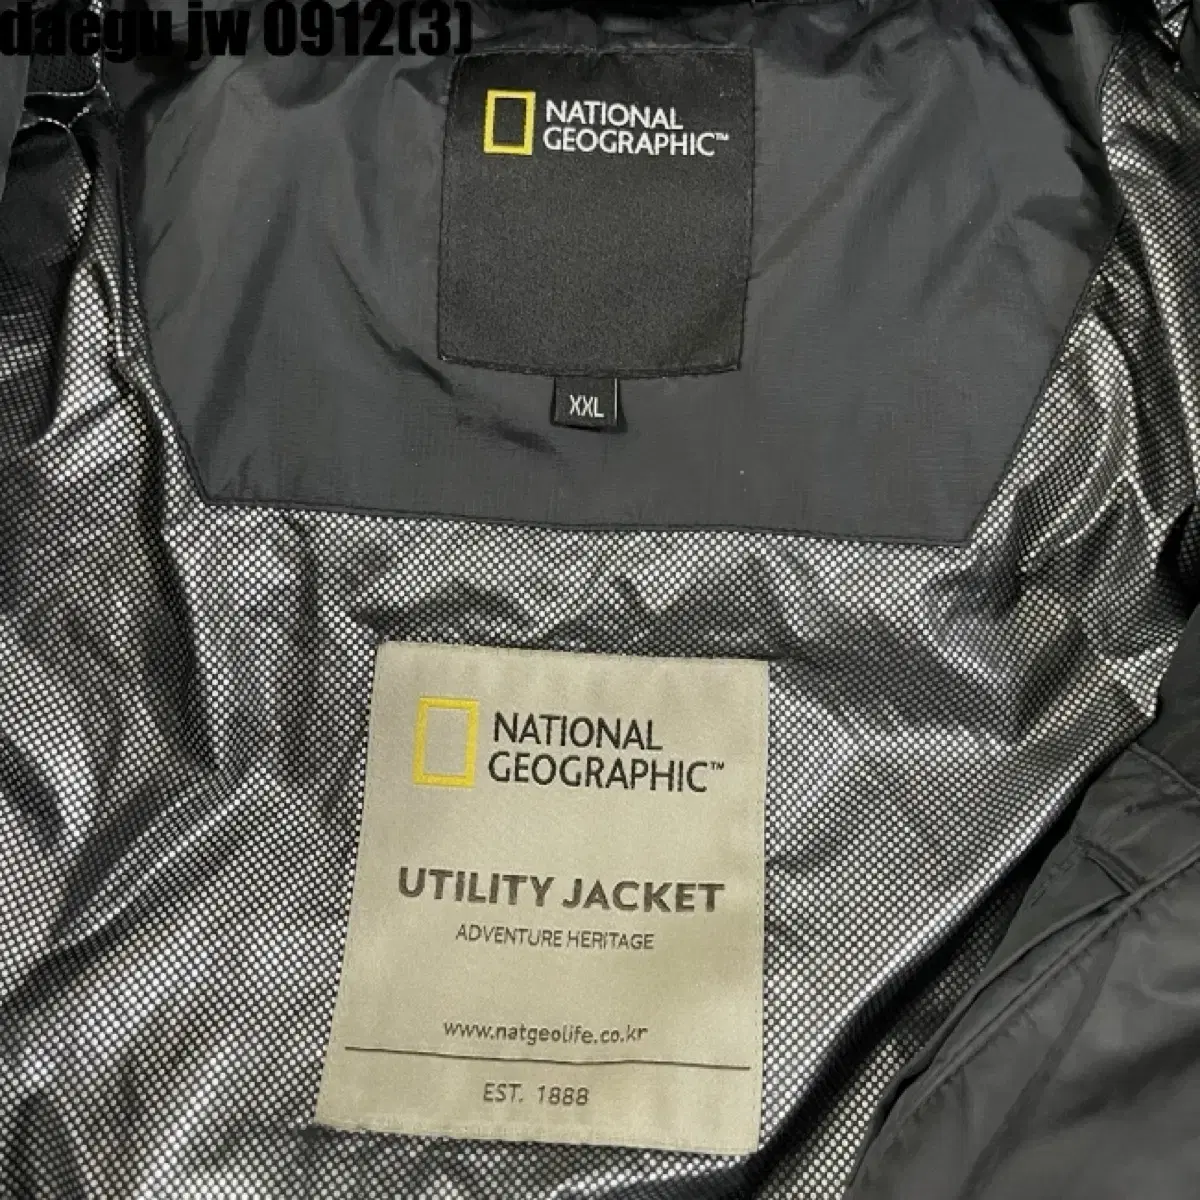 daegu jw 0912(3)
NATIONAL
GEOGRAPHIC™
XXL
NATIONAL
GEOGRAPHIC™
UTILITY JACKET
ADVENTURE HERITAGE
www.natgeolife.co.kr
EST. 1888